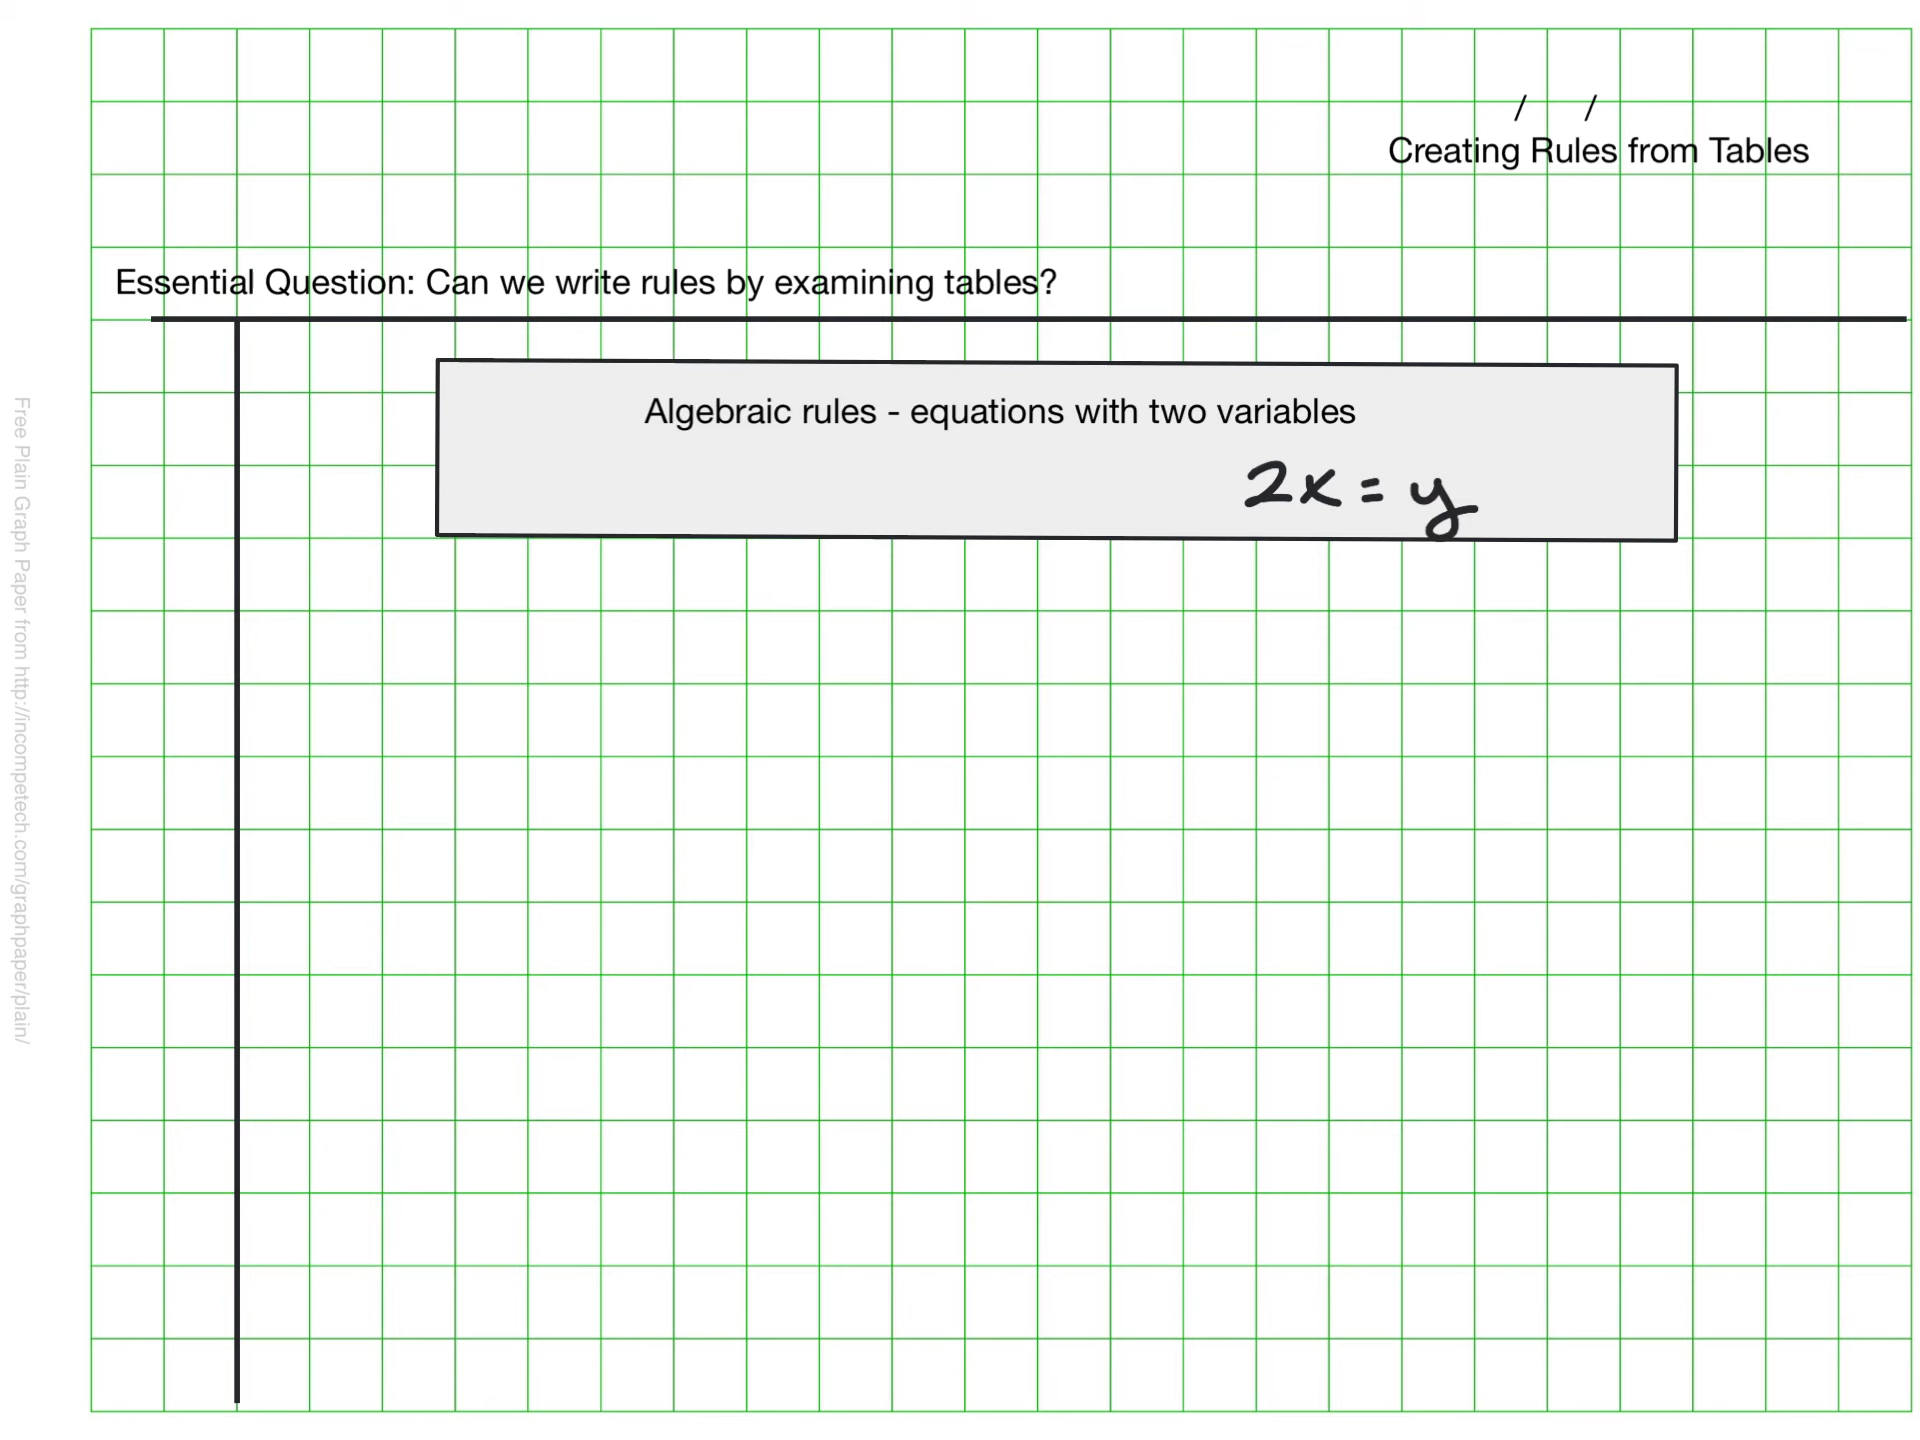 / /
Creating Rules from Tables
Essential Question: Can we write rules by examining tables?
Algebraic rules - equations with two variables
2x = y
Free Plain Graph Paper from http://incompetech.com/graphpaper/plain/